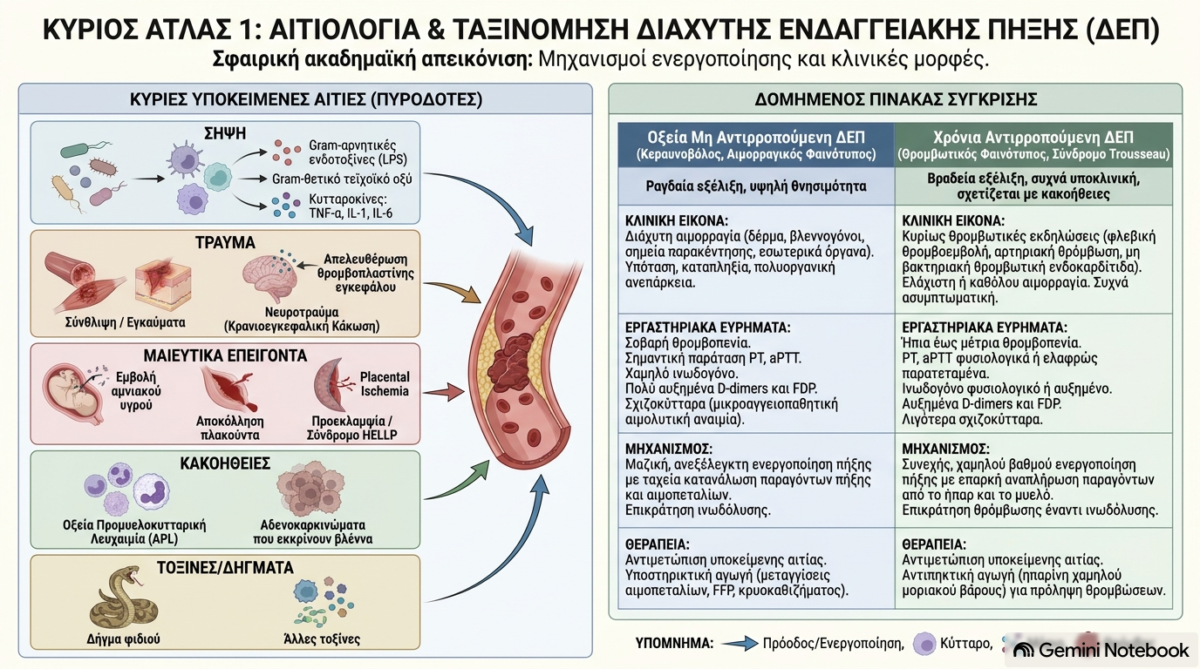 ΚΥΡΙΟΣ ΑΤΛΑΣ 1: ΑΙΤΙΟΛΟΓΙΑ & ΤΑΞΙΝΟΜΗΣΗ ΔΙΑΧΥΤΗΣ ΕΝΔΑΓΓΕΙΑΚΗΣ ΠΗΞΗΣ (ΔΕΠ)
Σφαιρική ακαδημαϊκή απεικόνιση: Μηχανισμοί ενεργοποίησης και κλινικές μορφές.
ΚΥΡΙΕΣ ΥΠΟΚΕΙΜΕΝΕΣ ΑΙΤΙΕΣ (ΠΥΡΟΔΟΤΕΣ)
ΣΗΨΗ
Gram-αρνητικές
ενδοτοξίνες (LPS)
Gram-θετικό τεϊχοϊκό οξύ
Κυτταροκίνες:
TNF-α, IL-1, IL-6
ΤΡΑΥΜΑ
Σύνθλιψη / Εγκαύματα
Απελευθέρωση
θρομβοπλαστίνης
εγκεφάλου
Νευροτραύμα
(Κρανιοεγκεφαλική Κάκωση)
ΜΑΙΕΥΤΙΚΑ ΕΠΕΙΓΟΝΤΑ
Εμβολή
αμνιακού
υγρού
Αποκόλληση
πλακούντα
Placental
Ischemia
Προεκλαμψία /
Σύνδρομο HELLP
ΚΑΚΟΗΘΕΙΕΣ
Οξεία Προμυελοκυτταρική
Λευχαιμία (APL)
Αδενοκαρκινώματα
που εκκρίνουν βλέννα
ΤΟΞΙΝΕΣ/ΔΗΓΜΑΤΑ
Δήγμα φιδιού
Άλλες τοξίνες
ΔΟΜΗΜΕΝΟΣ ΠΙΝΑΚΑΣ ΣΥΓΚΡΙΣΗΣ
Οξεία Μη Αντιρροπούμενη ΔΕΠ
(Κεραυνοβόλος, Αιμορραγικός Φαινότυπος)
Ραγδαία εξέλιξη, υψηλή θνησιμότητα
ΚΛΙΝΙΚΗ ΕΙΚΟΝΑ:
Διάχυτη αιμορραγία (δέρμα, βλεννογόνοι,
σημεία παρακέντησης, εσωτερικά όργανα).
Υπόταση, καταπληξία, πολυοργανική
ανεπάρκεια.
ΕΡΓΑΣΤΗΡΙΑΚΑ ΕΥΡΗΜΑΤΑ:
Σοβαρή θρομβοπενία.
Σημαντική παράταση PT, aPTT.
Χαμηλό ινωδογόνο.
Πολύ αυξημένα D-dimers και FDP.
Σχιζοκύτταρα (μικροαγγειοπαθητική
αιμολυτική αναιμία).
ΜΗΧΑΝΙΣΜΟΣ:
Μαζική, ανεξέλεγκτη ενεργοποίηση πήξης
με ταχεία κατανάλωση παραγόντων πήξης
και αιμοπεταλίων.
Επικράτηση ινωδόλυσης.
ΘΕΡΑΠΕΙΑ:
Αντιμετώπιση υποκείμενης αιτίας.
Υποστηρικτική αγωγή (μεταγγίσεις
αιμοπεταλίων, FFP, κρυοκαθιζήματος).
Χρόνια Αντιρροπούμενη ΔΕΠ
(Θρομβωτικός Φαινότυπος, Σύνδρομο Trousseau)
Βραδεία εξέλιξη, συχνά υποκλινική,
σχετίζεται με κακοήθειες
ΚΛΙΝΙΚΗ ΕΙΚΟΝΑ:
Κυρίως θρομβωτικές εκδηλώσεις (φλεβική
θρομβοεμβολή, αρτηριακή θρόμβωση, μη
βακτηριακή θρομβωτική ενδοκαρδίτιδα).
Ελάχιστη ή καθόλου αιμορραγία. Συχνά
ασυμπτωματική.
ΕΡΓΑΣΤΗΡΙΑΚΑ ΕΥΡΗΜΑΤΑ:
Ήπια έως μέτρια θρομβοπενία.
PT, aPTT φυσιολογικά ή ελαφρώς
παρατεταμένα.
Ινωδογόνο φυσιολογικό ή αυξημένο.
Αυξημένα D-dimers και FDP.
Λιγότερα σχιζοκύτταρα.
ΜΗΧΑΝΙΣΜΟΣ:
Συνεχής, χαμηλού βαθμού ενεργοποίηση
πήξης με επαρκή αναπλήρωση παραγόντων
από το ήπαρ και το μυελό.
Επικράτηση θρόμβωσης έναντι ινωδόλυσης.
ΘΕΡΑΠΕΙΑ:
Αντιμετώπιση υποκείμενης αιτίας.
Αντιπηκτική αγωγή (ηπαρίνη χαμηλού
μοριακού βάρους) για πρόληψη θρομβώσεων.
ΥΠΟΜΝΗΜΑ: Πρόοδος/Ενεργοποίηση, Κύτταρο,
Gemini Notebook